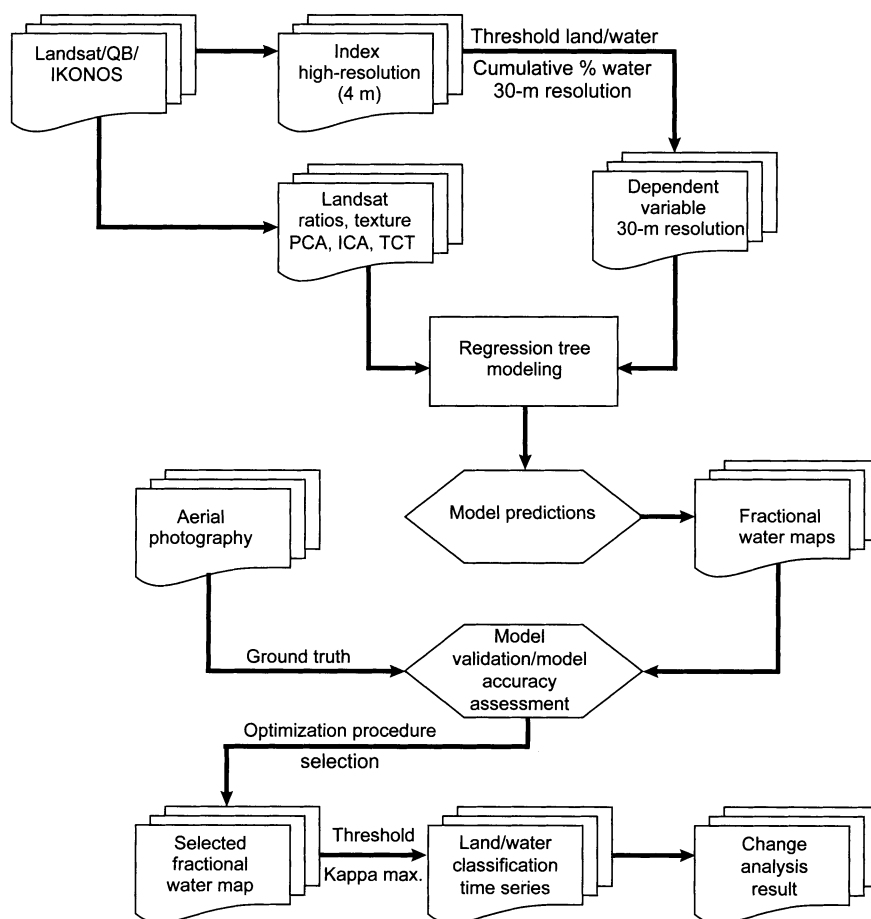 Landsat/QB/
IKONOS
Index
high-resolution
(4 m)
Threshold land/water
Cumulative % water
30-m resolution
Landsat
ratios, texture
PCA, ICA, TCT
Dependent
variable
30-m resolution
Regression tree
modeling
Model predictions
Fractional
water maps
Aerial
photography
Ground truth
Model
validation/model
accuracy
assessment
Optimization procedure
selection
Selected
fractional
water map
Threshold
Kappa max.
Land/water
classification
time series
Change
analysis
result